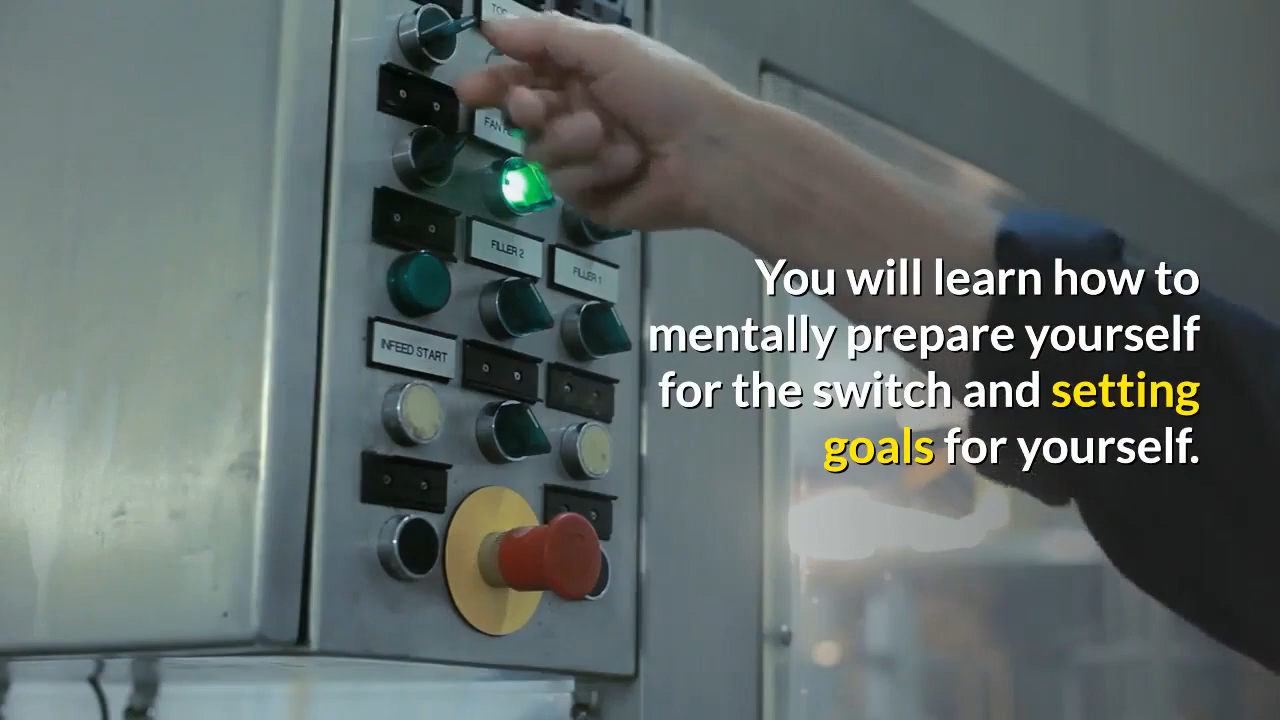 FILLER 2
FILLER 1
INFEED START
You will learn how to
mentally prepare yourself
for the switch and setting
goals for yourself.